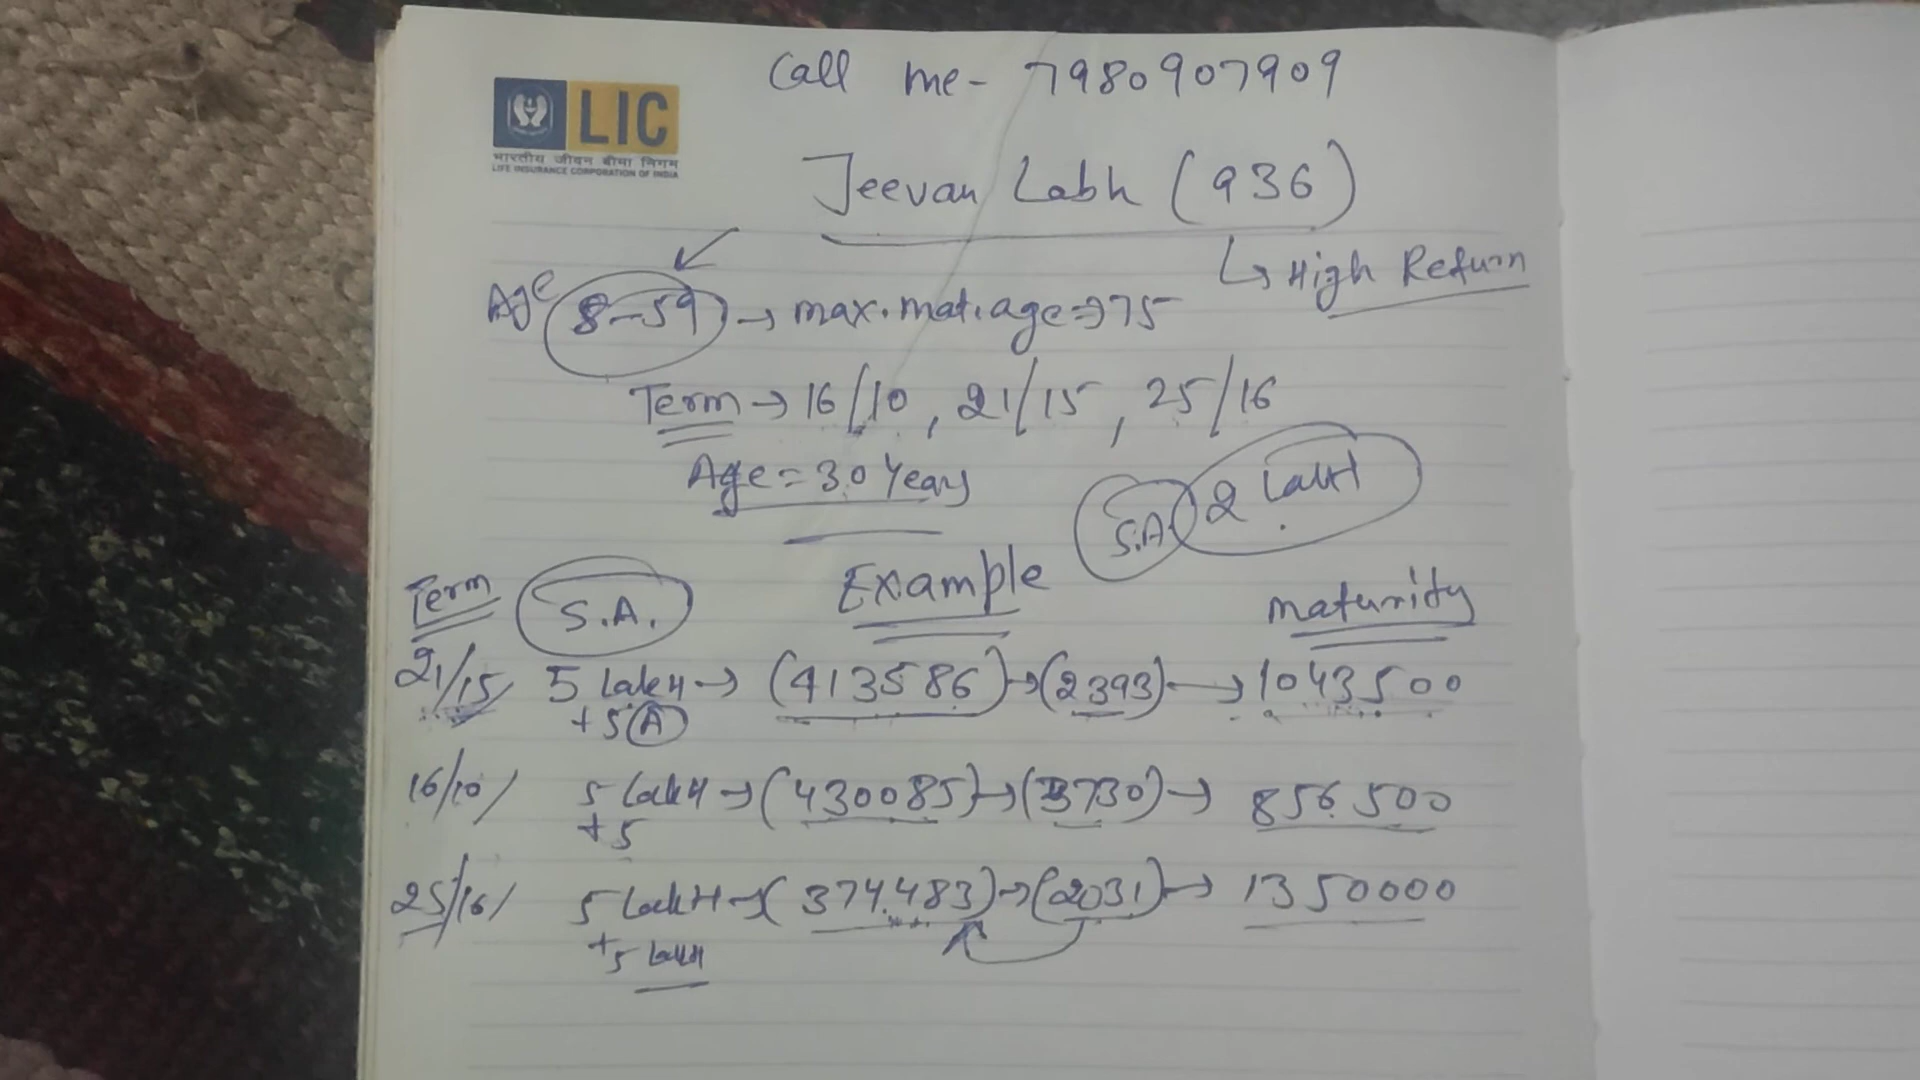 Call me - 7980907909
LIC
भारतीय जीवन बीमा निगम
LIFE INSURANCE CORPORATION OF INDIA
Jeevan Labh (936)
↳ High Return
Age 8-59 → max. mat. age ⇒ 75
Term → 16/10, 21/15, 25/16
Age = 30 Years
S.A. 2 LakH
Term S.A. Example maturity
21/15 5 LakH → (413586) → (2393) → 1043500
+5 (A)
16/10/ 5 LakH → (430085) → (3730) → 856500
+5
25/16/ 5 LakH → (374483) → (2031) → 1350000
+5 LakH